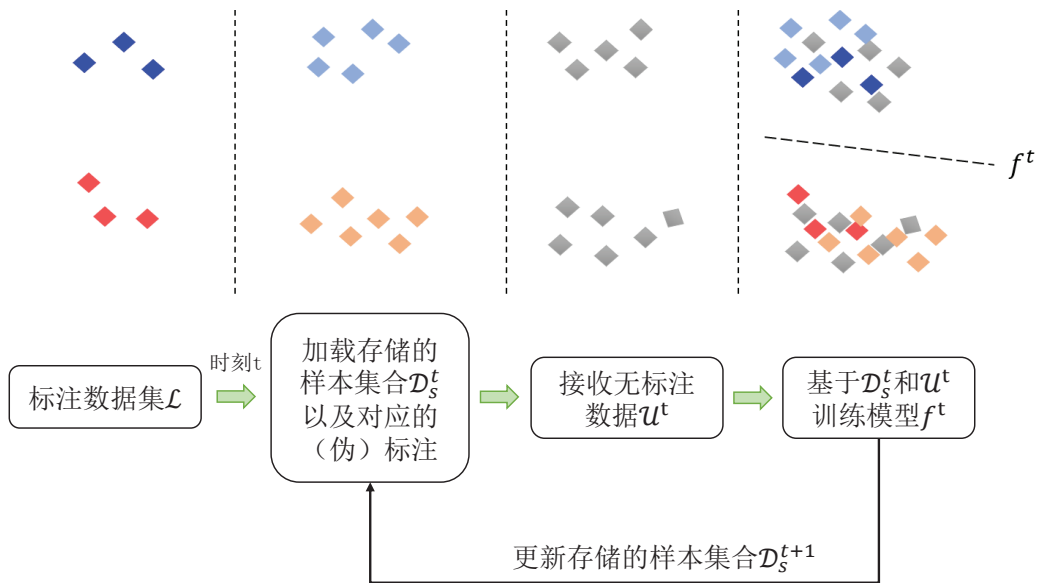 f^t
标注数据集ℒ
时刻t
加载存储的
样本集合𝒟_s^t
以及对应的
（伪）标注
接收无标注
数据𝒰^t
基于𝒟_s^t和𝒰^t
训练模型f^t
更新存储的样本集合𝒟_s^{t+1}